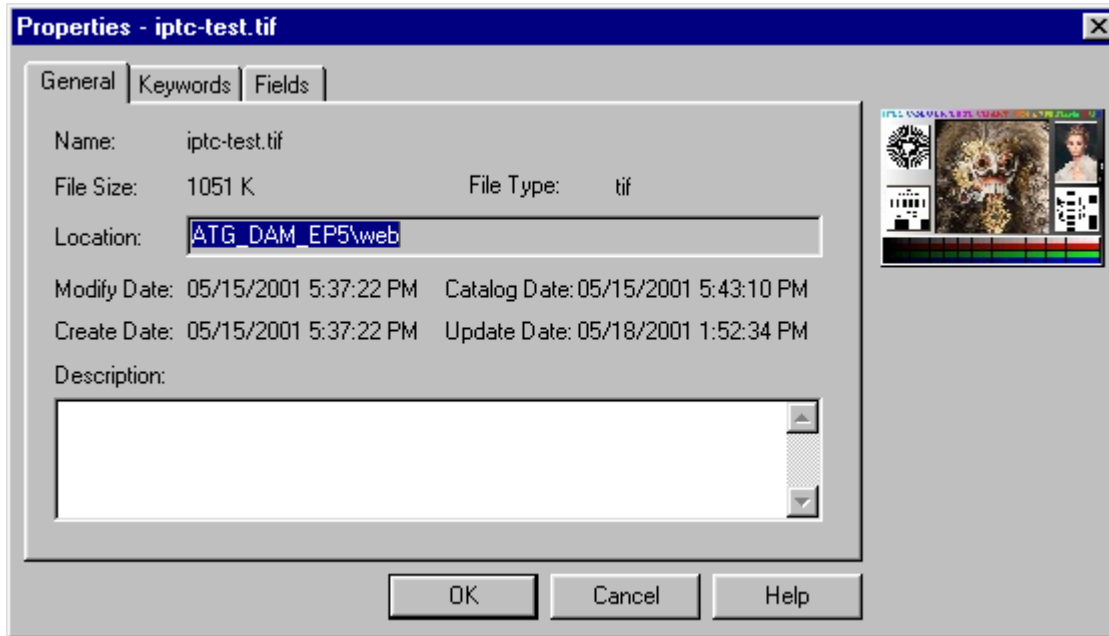 Properties - iptc-test.tif
General Keywords Fields
Name: iptc-test.tif
File Size: 1051 K File Type: tif
Location: ATG_DAM_EP5\web
Modify Date: 05/15/2001 5:37:22 PM Catalog Date: 05/15/2001 5:43:10 PM
Create Date: 05/15/2001 5:37:22 PM Update Date: 05/18/2001 1:52:34 PM
Description:
OK Cancel Help